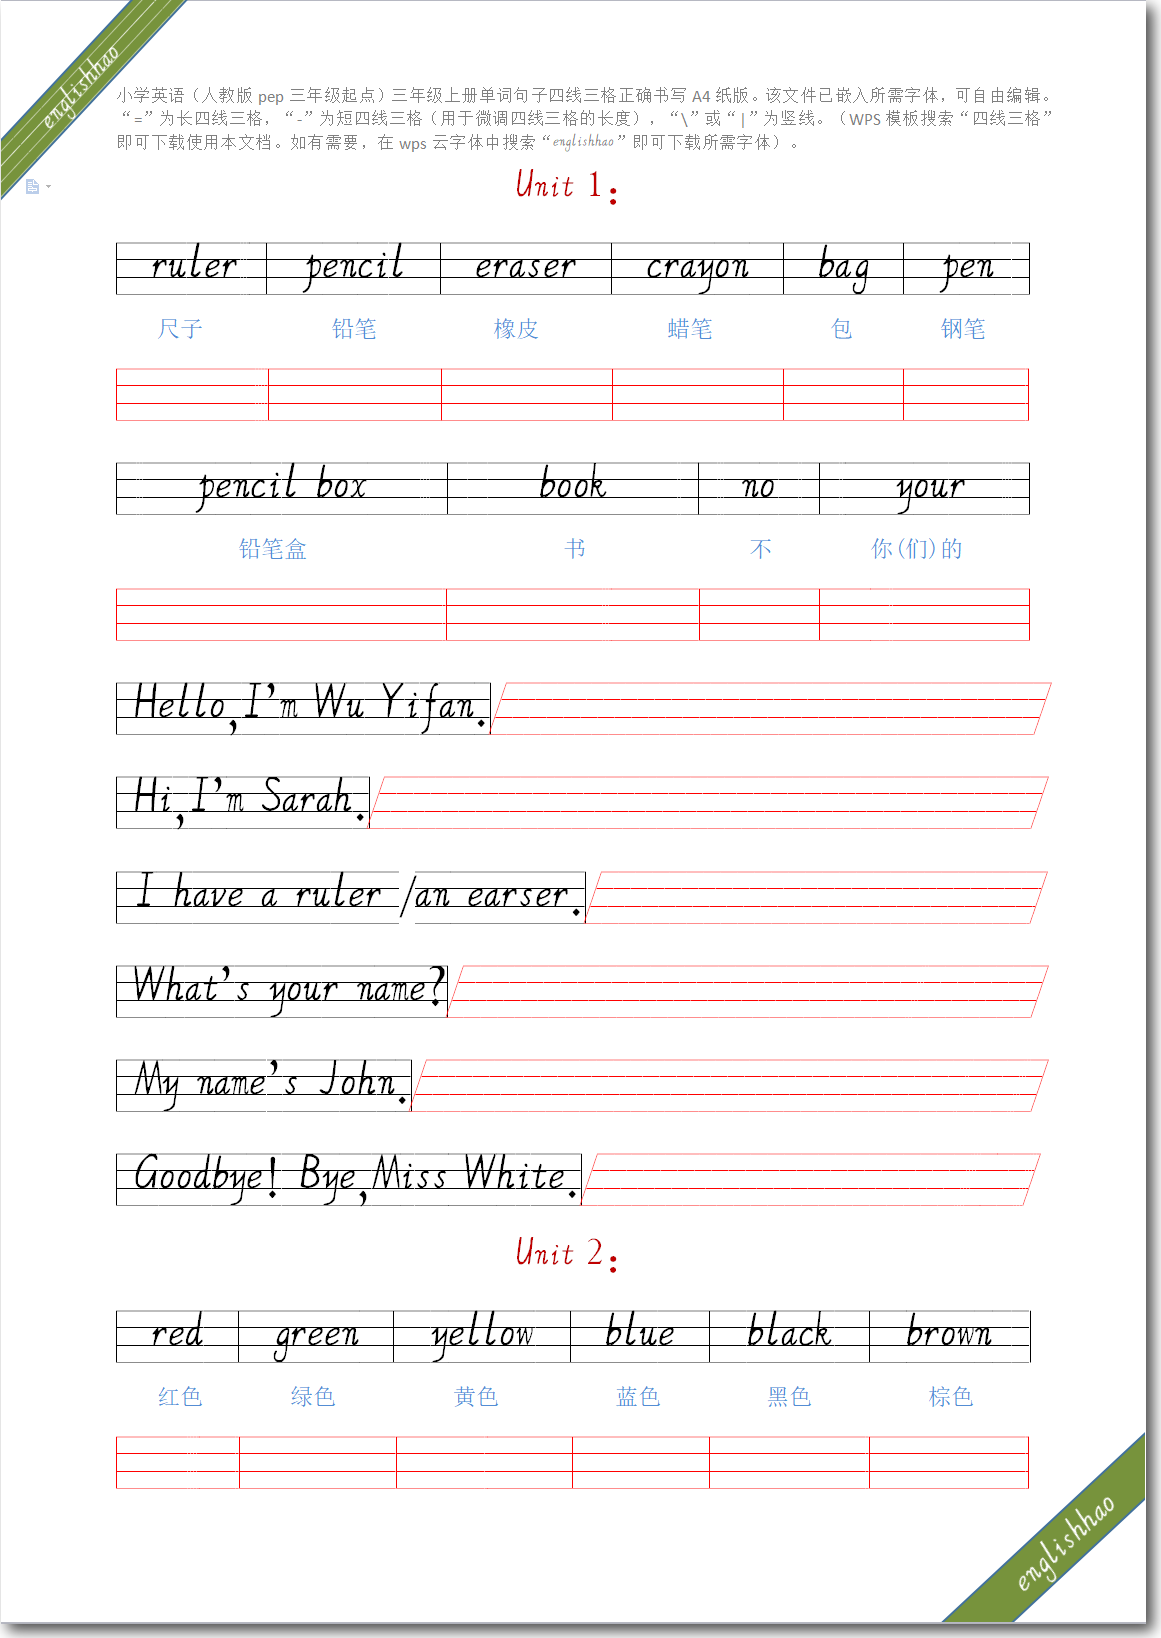 englishhao
小学英语（人教版 pep 三年级起点）三年级上册单词句子四线三格正确书写 A4 纸版。该文件已嵌入所需字体，可自由编辑。
“=”为长四线三格，“-”为短四线三格（用于微调四线三格的长度），“\”或“|”为竖线。（WPS 模板搜索“四线三格”
即可下载使用本文档。如有需要，在 wps 云字体中搜索“englishhao”即可下载所需字体）。
Unit 1:
ruler pencil eraser crayon bag pen
尺子 铅笔 橡皮 蜡笔 包 钢笔
pencil box book no your
铅笔盒 书 不 你(们)的
Hello,I'm Wu Yifan.
Hi,I'm Sarah.
I have a ruler /an earser.
What's your name?
My name's John.
Goodbye! Bye,Miss White.
Unit 2:
red green yellow blue black brown
红色 绿色 黄色 蓝色 黑色 棕色
englishhao